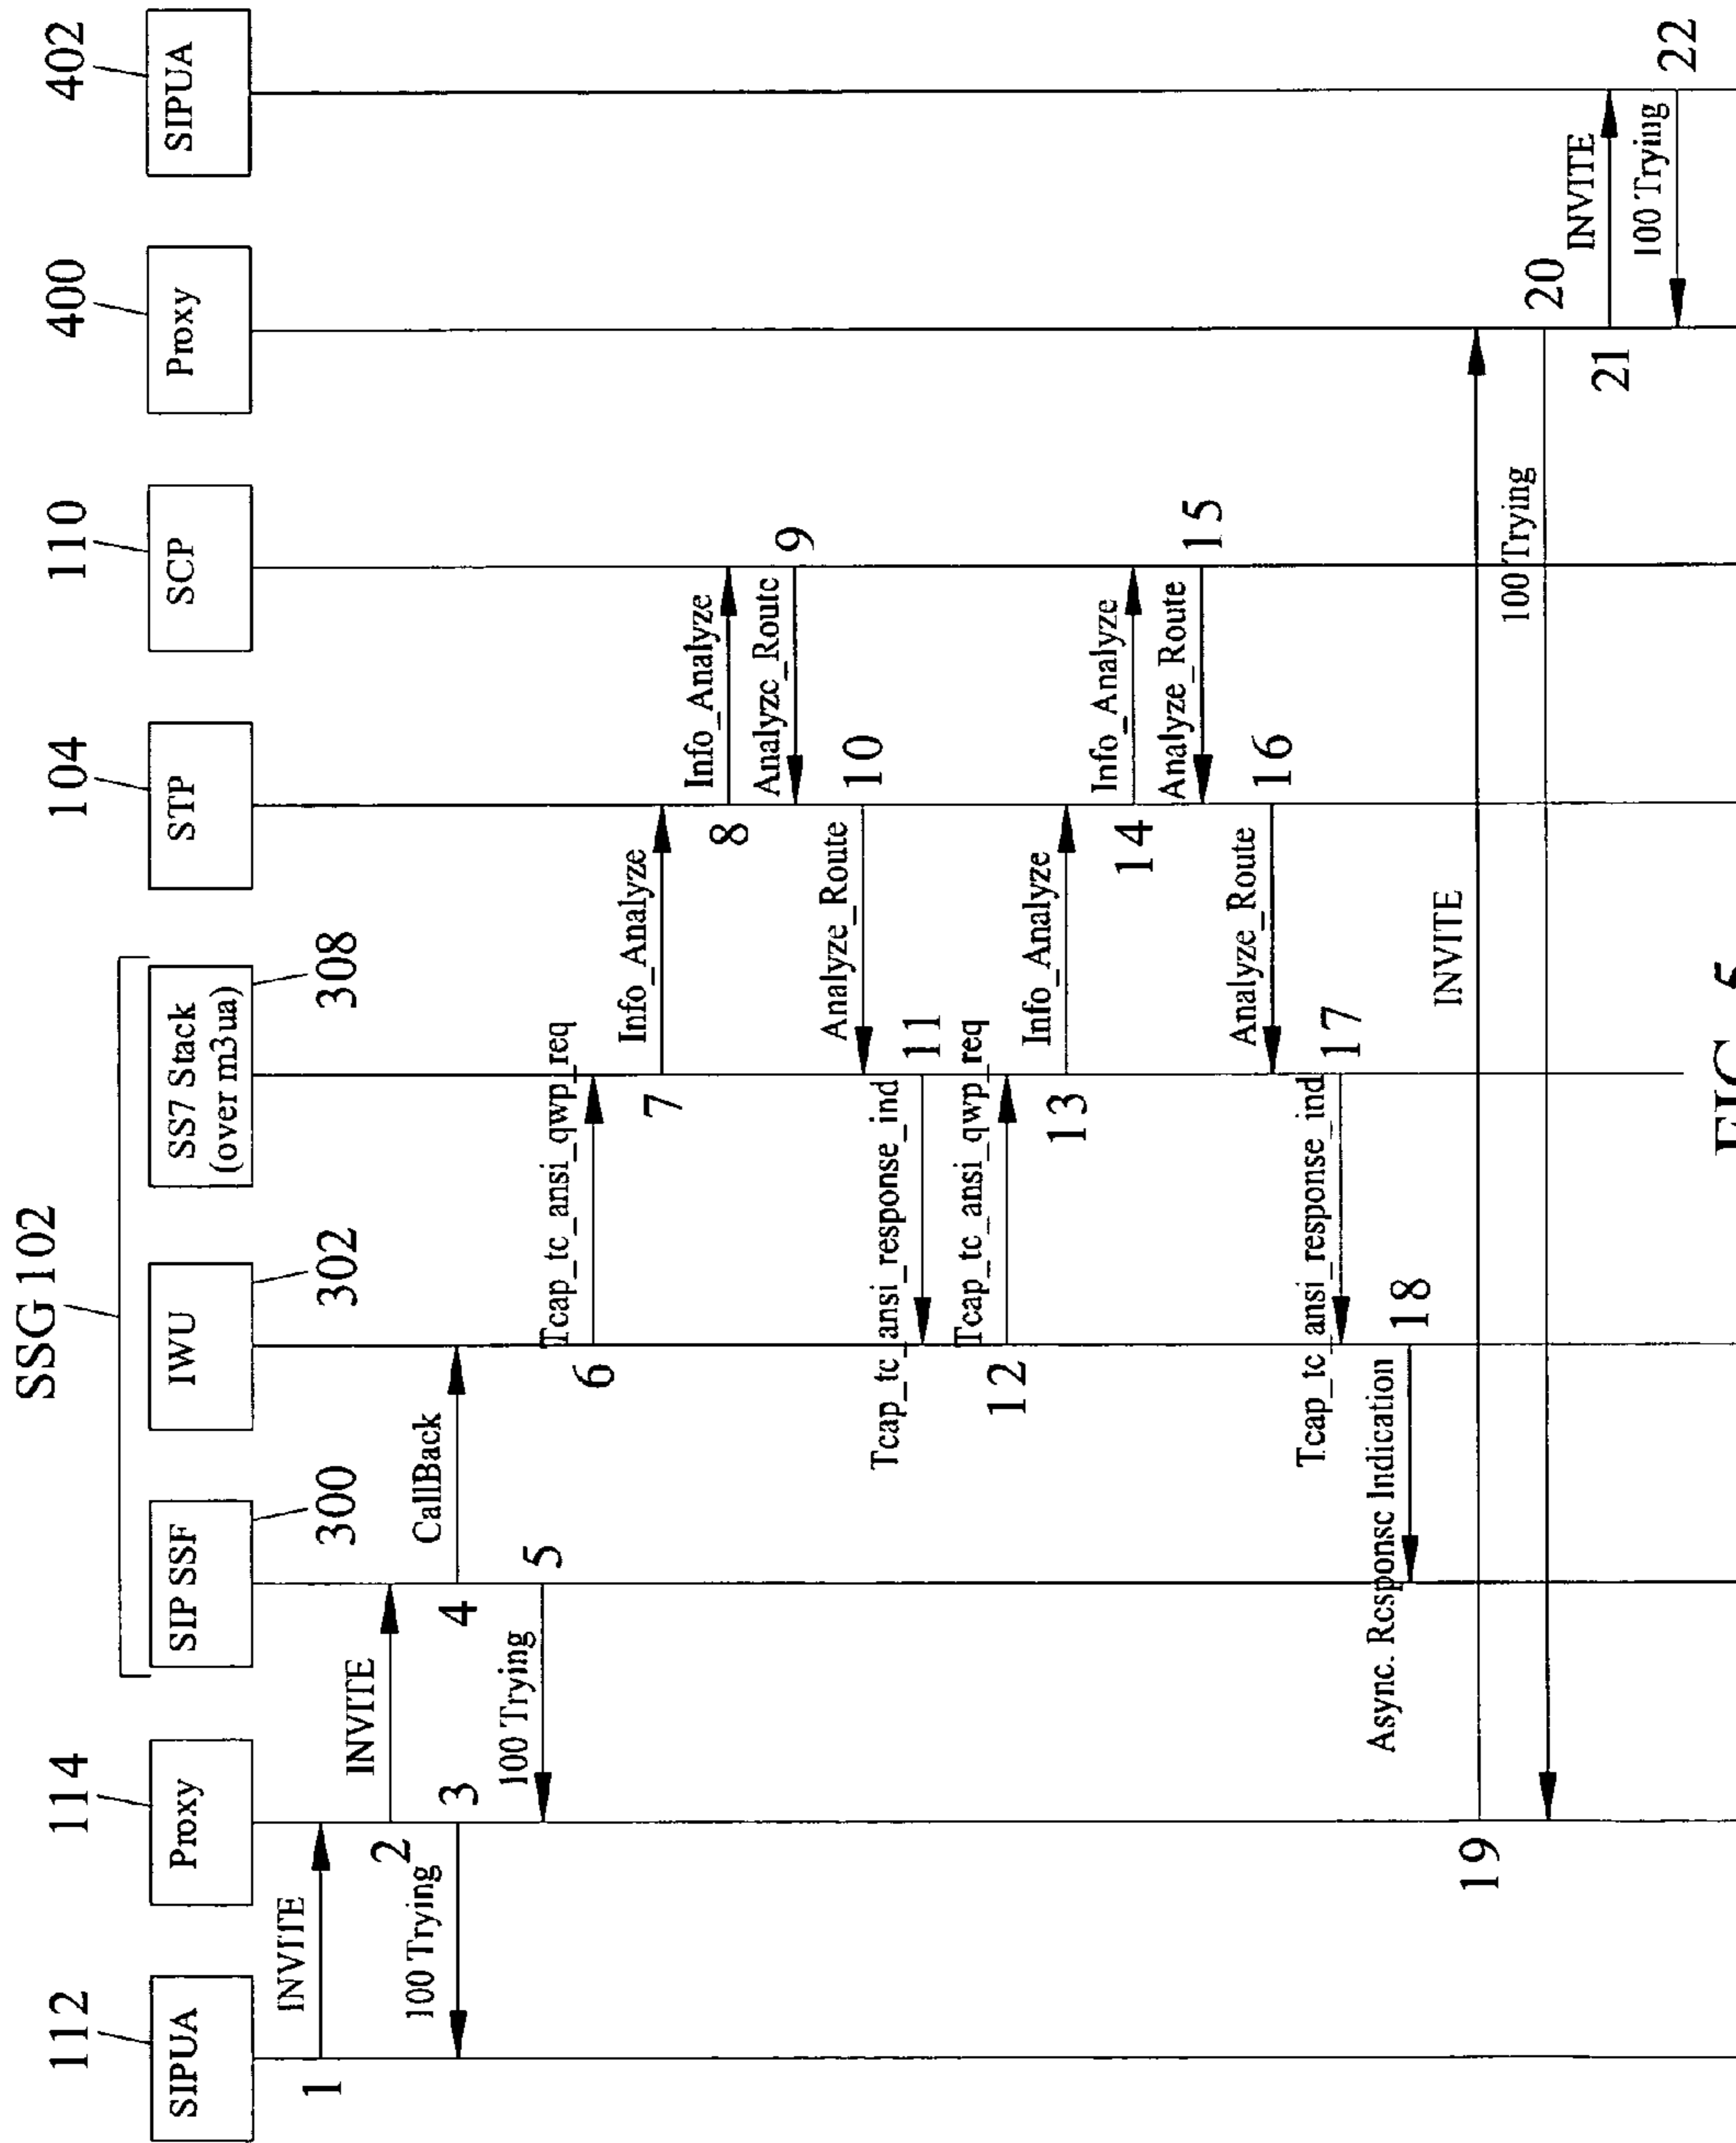 SSG 102
112
114
300
302
308
104
110
400
402
SIPUA
Proxy
SIP SSF
IWU
SS7 Stack
(over m3ua)
STP
SCP
Proxy
SIPUA
1
INVITE
2
INVITE
3
100 Trying
4
CallBack
5
100 Trying
6
Tcap_tc_ansi_qwp_req
7
Info_Analyze
8
Info_Analyze
9
Analyze_Route
10
Analyze_Route
11
Tcap_tc_ansi_response_ind
12
Tcap_tc_ansi_qwp_req
13
Info_Analyze
14
Info_Analyze
15
Analyze_Route
16
Analyze_Route
17
Tcap_tc_ansi_response_ind
18
Async. Response Indication
19
INVITE
20
100 Trying
21
INVITE
22
100 Trying
FIG. 5